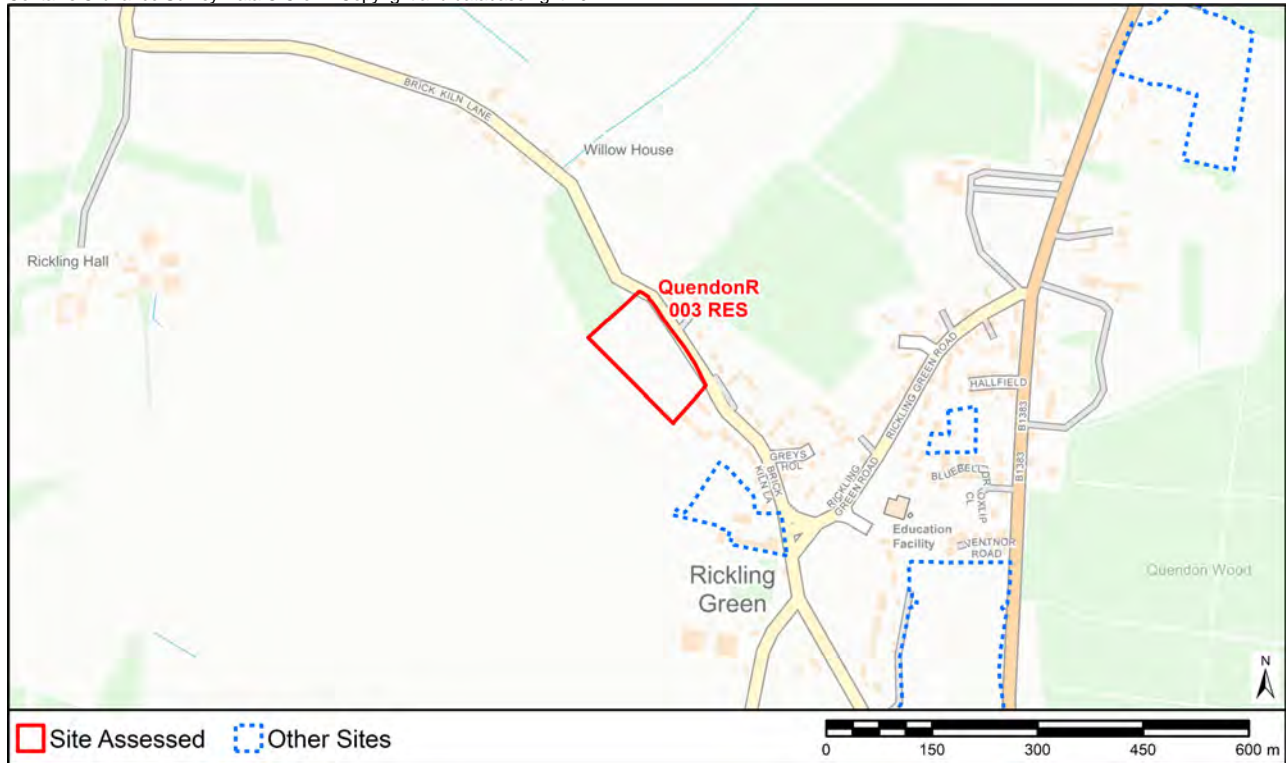 BRICK KILN LANE
Willow House
Rickling Hall
QuendonR
003 RES
RICKLING GREEN ROAD
HALLFIELD
B1383
B1383
GREYS
HOL
BRICK
KILN LA
RICKLING
GREEN ROAD
BLUEBELL
OXLIP
CL
Education
Facility
VENTNOR
ROAD
Quendon Wood
Rickling
Green
N
Site Assessed
Other Sites
0 150 300 450 600 m